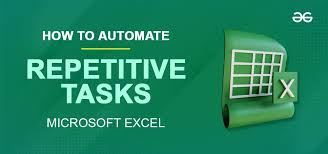 HOW TO AUTOMATE
REPETITIVE
TASKS
MICROSOFT EXCEL
X